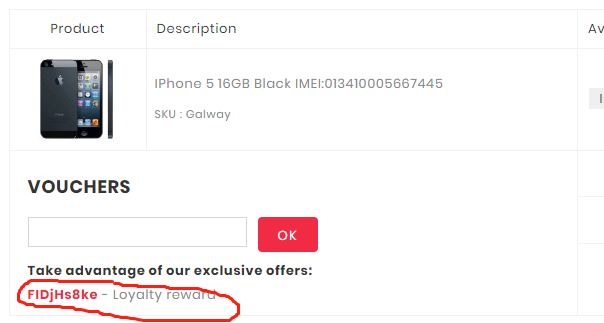 Product
Description
Av
IPhone 5 16GB Black IMEI:013410005667445
SKU : Galway
VOUCHERS
OK
Take advantage of our exclusive offers:
FIDjHs8ke - Loyalty reward